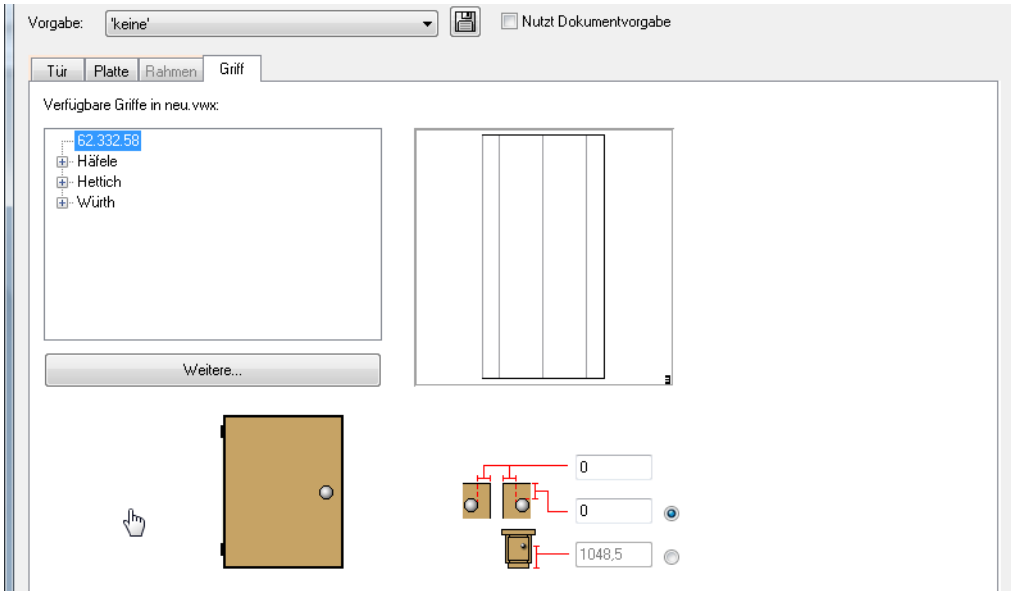 Vorgabe: 'keine' Nutzt Dokumentvorgabe
Tür Platte Rahmen Griff
Verfügbare Griffe in neu.vwx:
62.332.58
Häfele
Hettich
Würth
Weitere...
0
0
1048,5